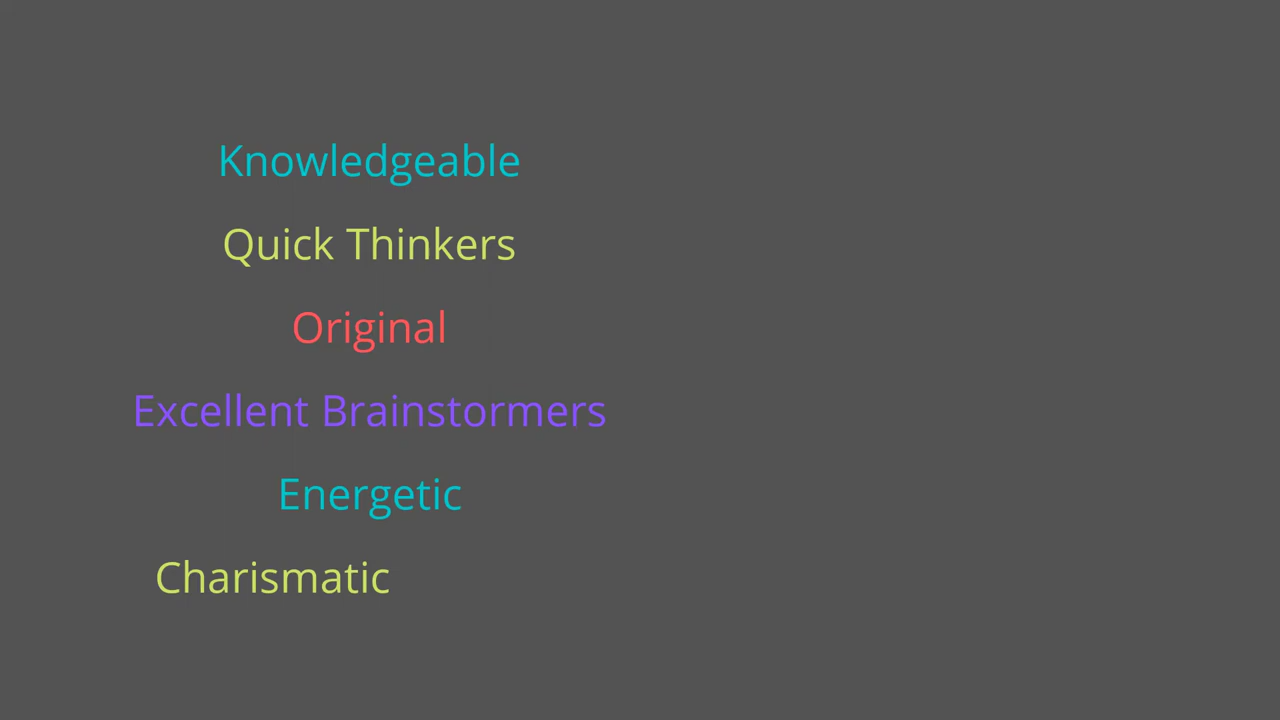 Knowledgeable
Quick Thinkers
Original
Excellent Brainstormers
Energetic
Charismatic